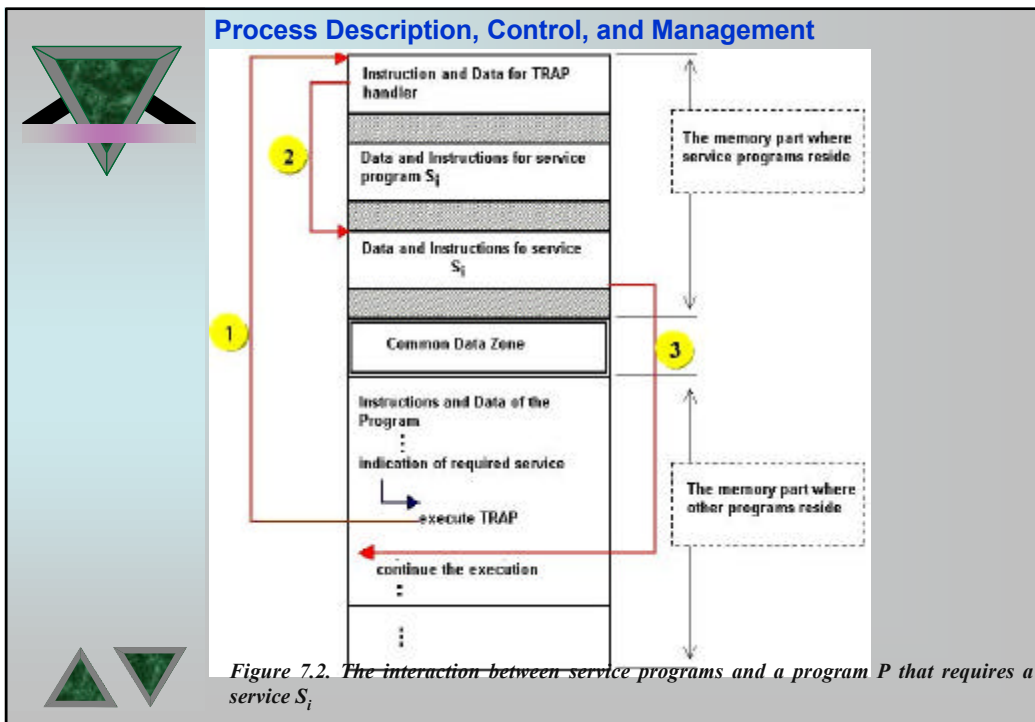 Process Description, Control, and Management
Instruction and Data for TRAP
handler
The memory part where
service programs reside
2
Data and Instructions for service
program Si
Data and Instructions fo service
Si
1
Common Data Zone
3
Instructions and Data of the
Program
indication of required service
execute TRAP
The memory part where
other programs reside
continue the execution
Figure 7.2. The interaction between service programs and a program P that requires a
service Si